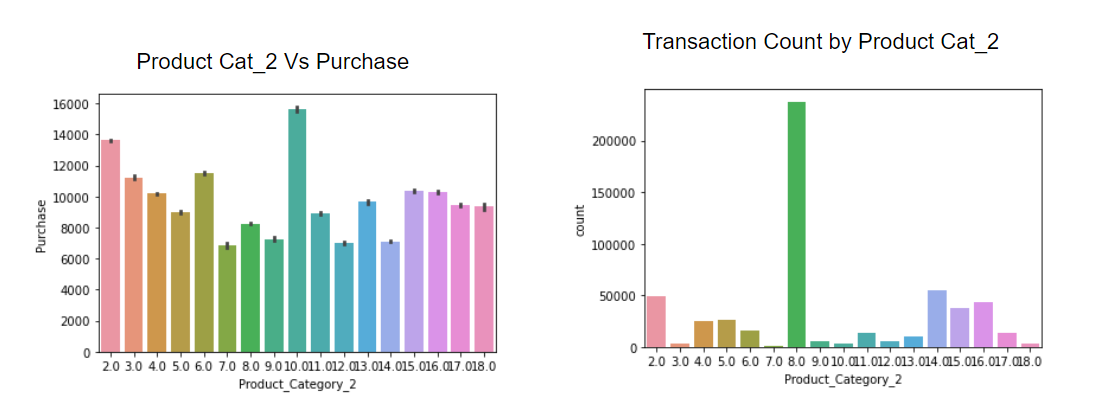 Product Cat_2 Vs Purchase
16000
14000
12000
10000
8000
6000
4000
2000
0
Purchase
2.0 3.0 4.0 5.0 6.0 7.0 8.0 9.0 10.0 11.0 12.0 13.0 14.0 15.0 16.0 17.0 18.0
Product_Category_2
Transaction Count by Product Cat_2
200000
150000
100000
50000
0
count
2.0 3.0 4.0 5.0 6.0 7.0 8.0 9.0 10.0 11.0 12.0 13.0 14.0 15.0 16.0 17.0 18.0
Product_Category_2